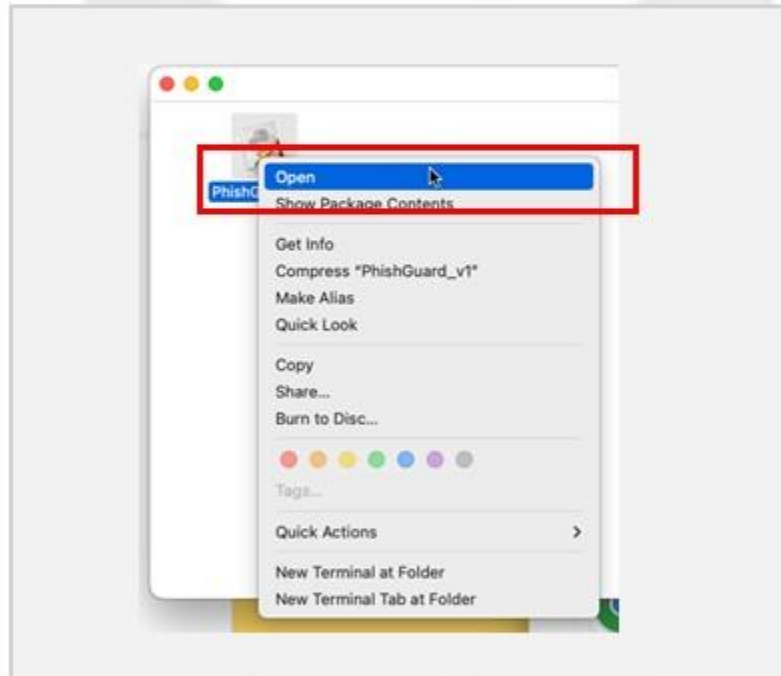 Open
PhishG
Show Package Contents
Get Info
Compress "PhishGuard_v1"
Make Alias
Quick Look
Copy
Share...
Burn to Disc...
Tags...
Quick Actions
New Terminal at Folder
New Terminal Tab at Folder